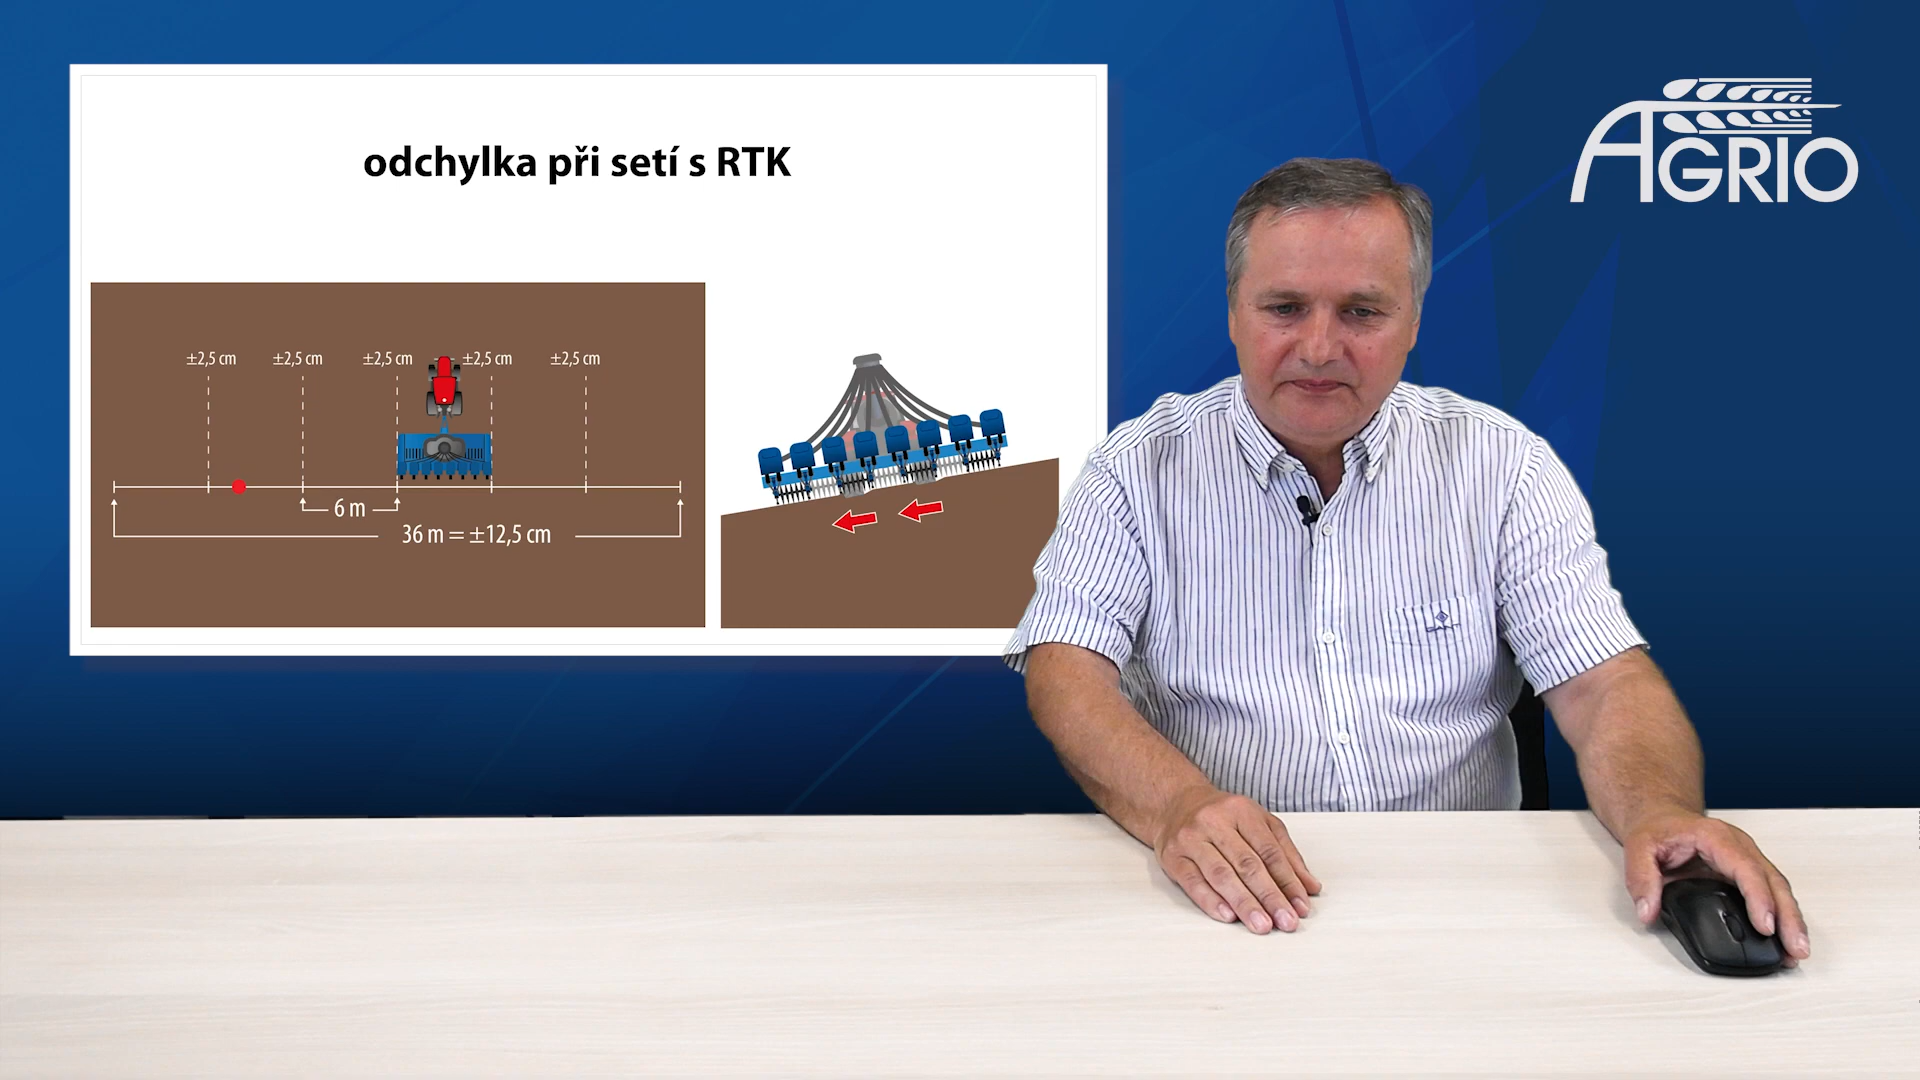 odchylka při setí s RTK
±2,5 cm ±2,5 cm ±2,5 cm ±2,5 cm ±2,5 cm
6 m
36 m = ±12,5 cm
AGRIO
GANT